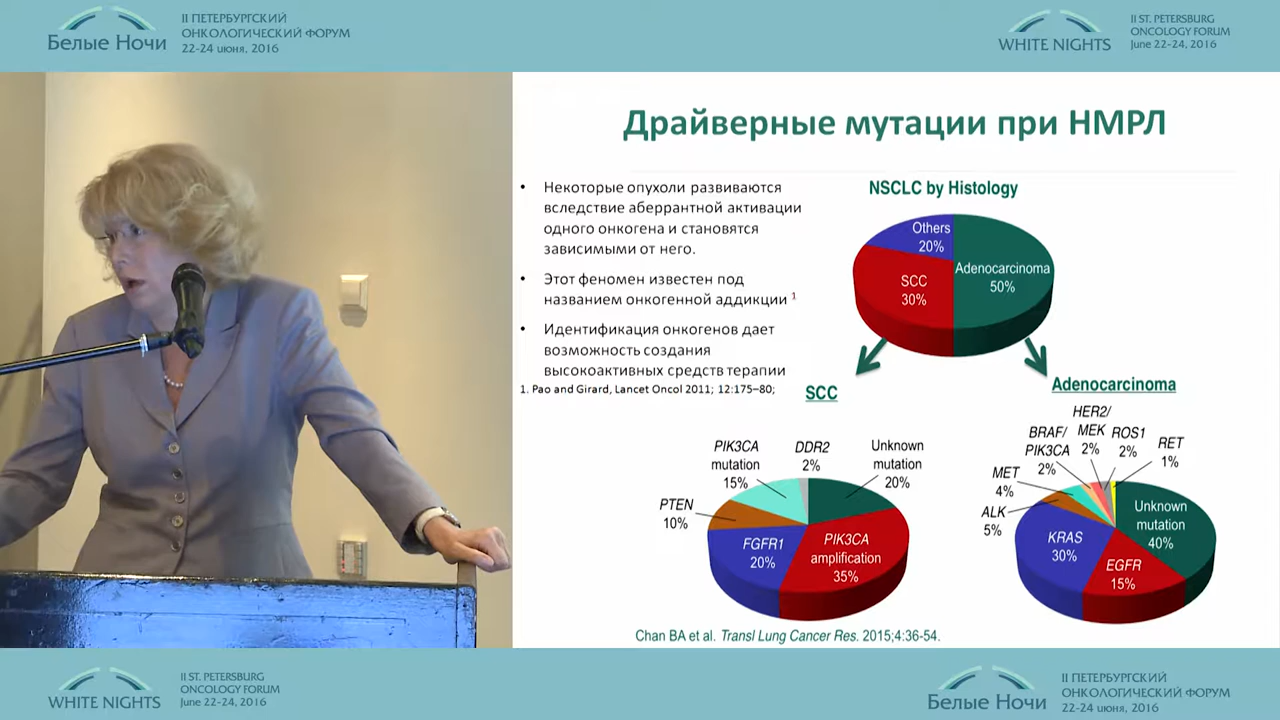 Белые Ночи
II ПЕТЕРБУРГСКИЙ
ОНКОЛОГИЧЕСКИЙ ФОРУМ
22-24 июня, 2016
WHITE NIGHTS
II ST. PETERSBURG
ONCOLOGY FORUM
June 22-24, 2016
Драйверные мутации при НМРЛ
• Некоторые опухоли развиваются
вследствие аберрантной активации
одного онкогена и становятся
зависимыми от него.
• Этот феномен известен под
названием онкогенной аддикции 1
• Идентификация онкогенов дает
возможность создания
высокоактивных средств терапии
1. Pao and Girard, Lancet Oncol 2011; 12:175–80;
NSCLC by Histology
Others
20%
Adenocarcinoma
50%
SCC
30%
SCC
PIK3CA
mutation
15%
DDR2
2%
Unknown
mutation
20%
PTEN
10%
FGFR1
20%
PIK3CA
amplification
35%
Adenocarcinoma
HER2/
MEK
2%
BRAF/
PIK3CA
2%
ROS1
2%
RET
1%
MET
4%
ALK
5%
KRAS
30%
EGFR
15%
Unknown
mutation
40%
Chan BA et al. Transl Lung Cancer Res. 2015;4:36-54.
WHITE NIGHTS
II ST. PETERSBURG
ONCOLOGY FORUM
June 22-24, 2016
Белые Ночи
II ПЕТЕРБУРГСКИЙ
ОНКОЛОГИЧЕСКИЙ ФОРУМ
22-24 июня, 2016